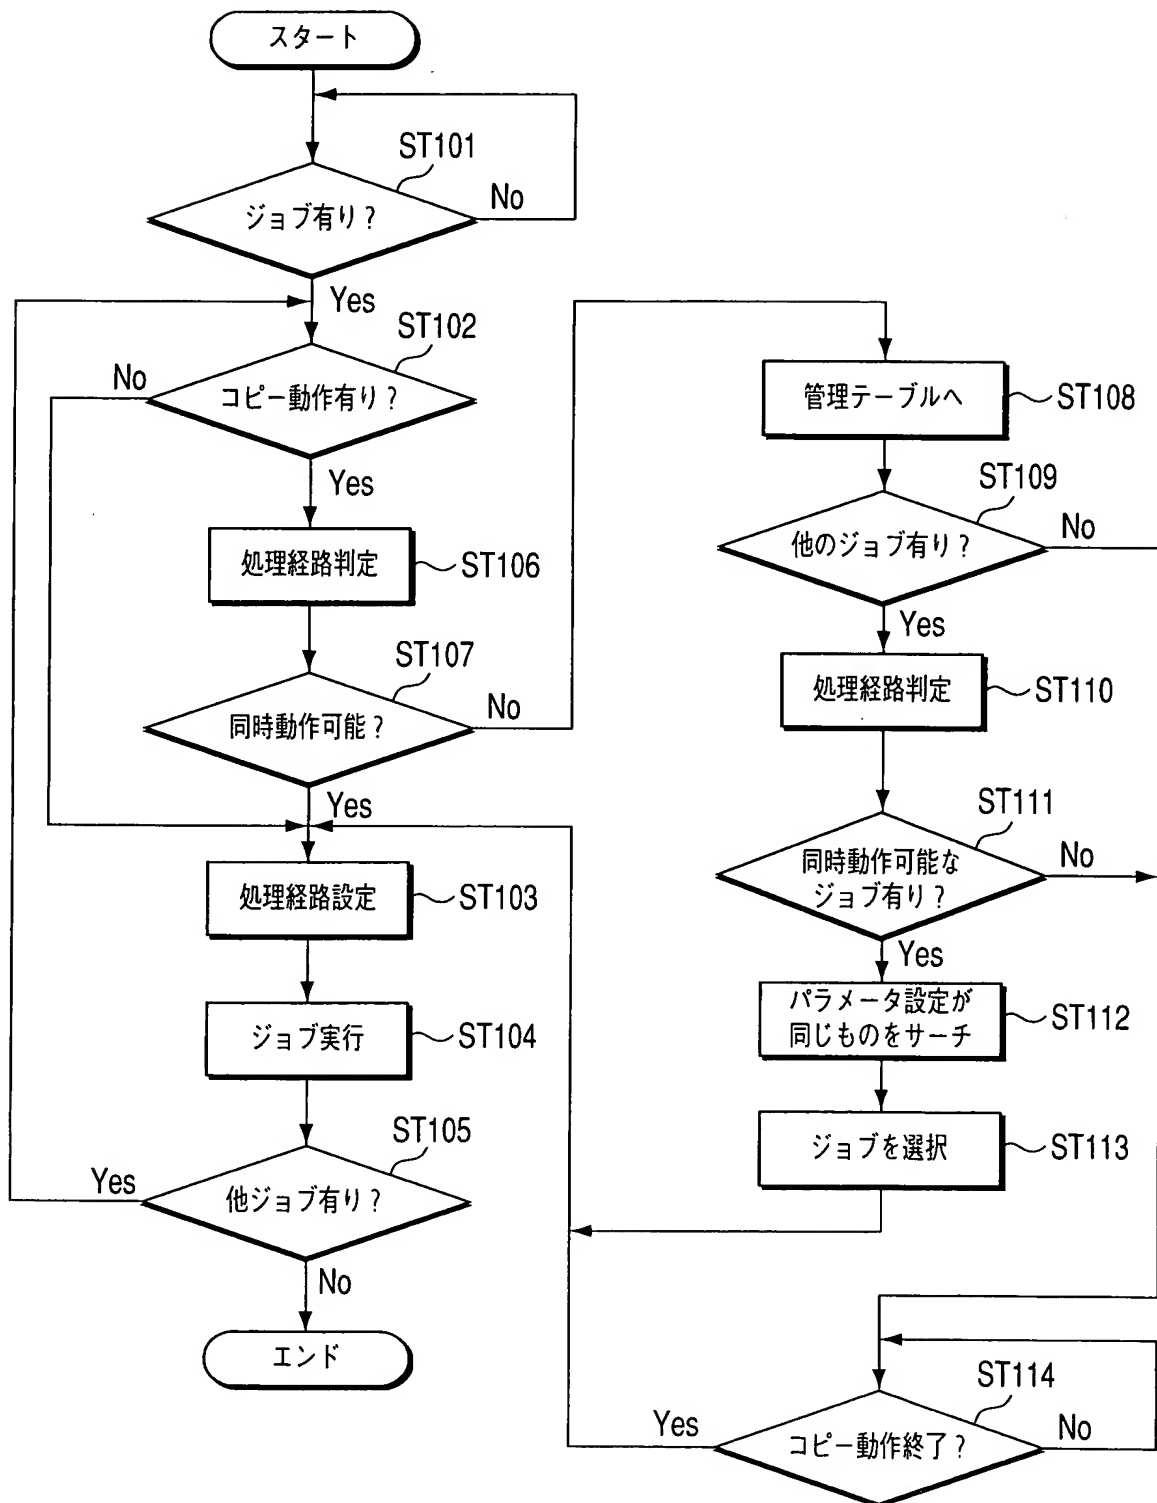 スタート
ST101
ジョブ有り?
No
Yes
ST102
コピー動作有り?
No
Yes
処理経路判定
ST106
ST107
同時動作可能?
No
Yes
処理経路設定
ST103
ジョブ実行
ST104
ST105
他ジョブ有り?
Yes
No
エンド
管理テーブルへ
ST108
ST109
他のジョブ有り?
No
Yes
処理経路判定
ST110
ST111
同時動作可能な
ジョブ有り?
No
Yes
パラメータ設定が
同じものをサーチ
ST112
ジョブを選択
ST113
ST114
コピー動作終了?
Yes
No